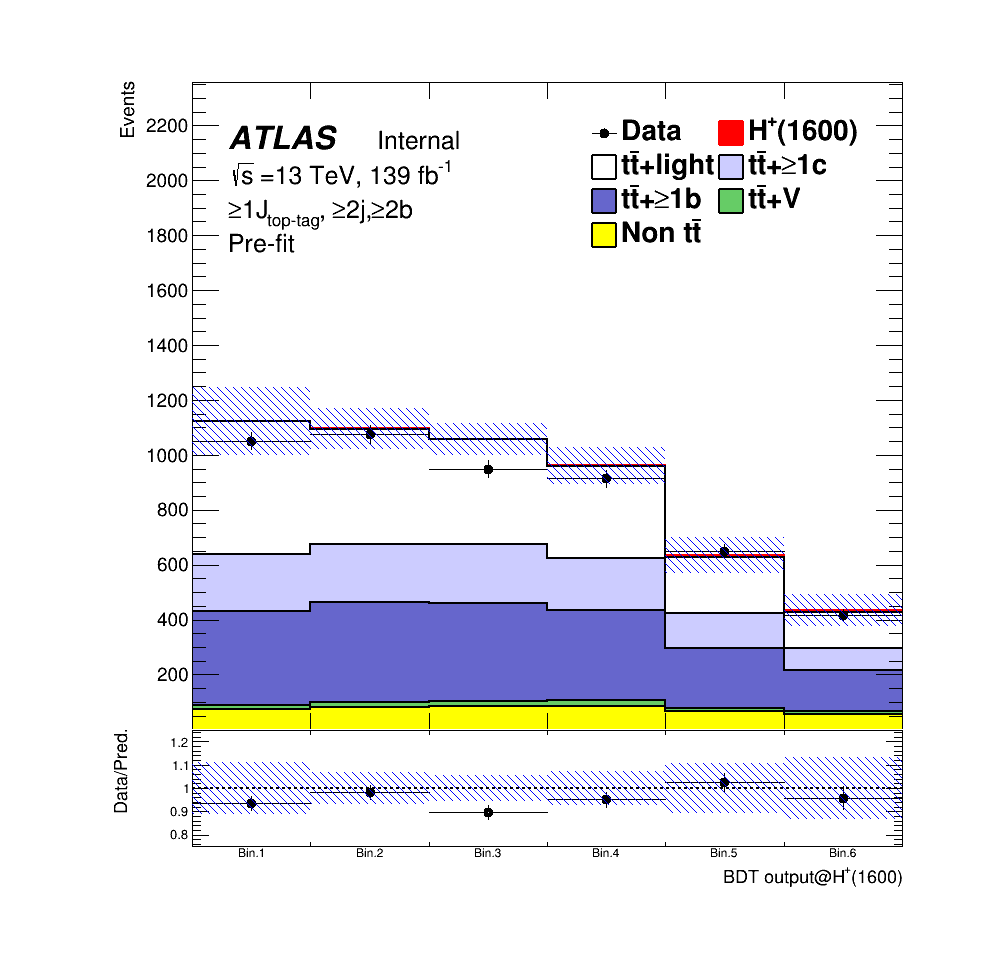 Events
2200
2000
1800
1600
1400
1200
1000
800
600
400
200
ATLAS Internal
√s =13 TeV, 139 fb⁻¹
≥1J_top-tag, ≥2j,≥2b
Pre-fit
Data
H⁺(1600)
tt̄+light
tt̄+≥1c
tt̄+≥1b
tt̄+V
Non tt̄
Data/Pred.
1.2
1.1
1
0.9
0.8
Bin.1 Bin.2 Bin.3 Bin.4 Bin.5 Bin.6
BDT output@H⁺(1600)